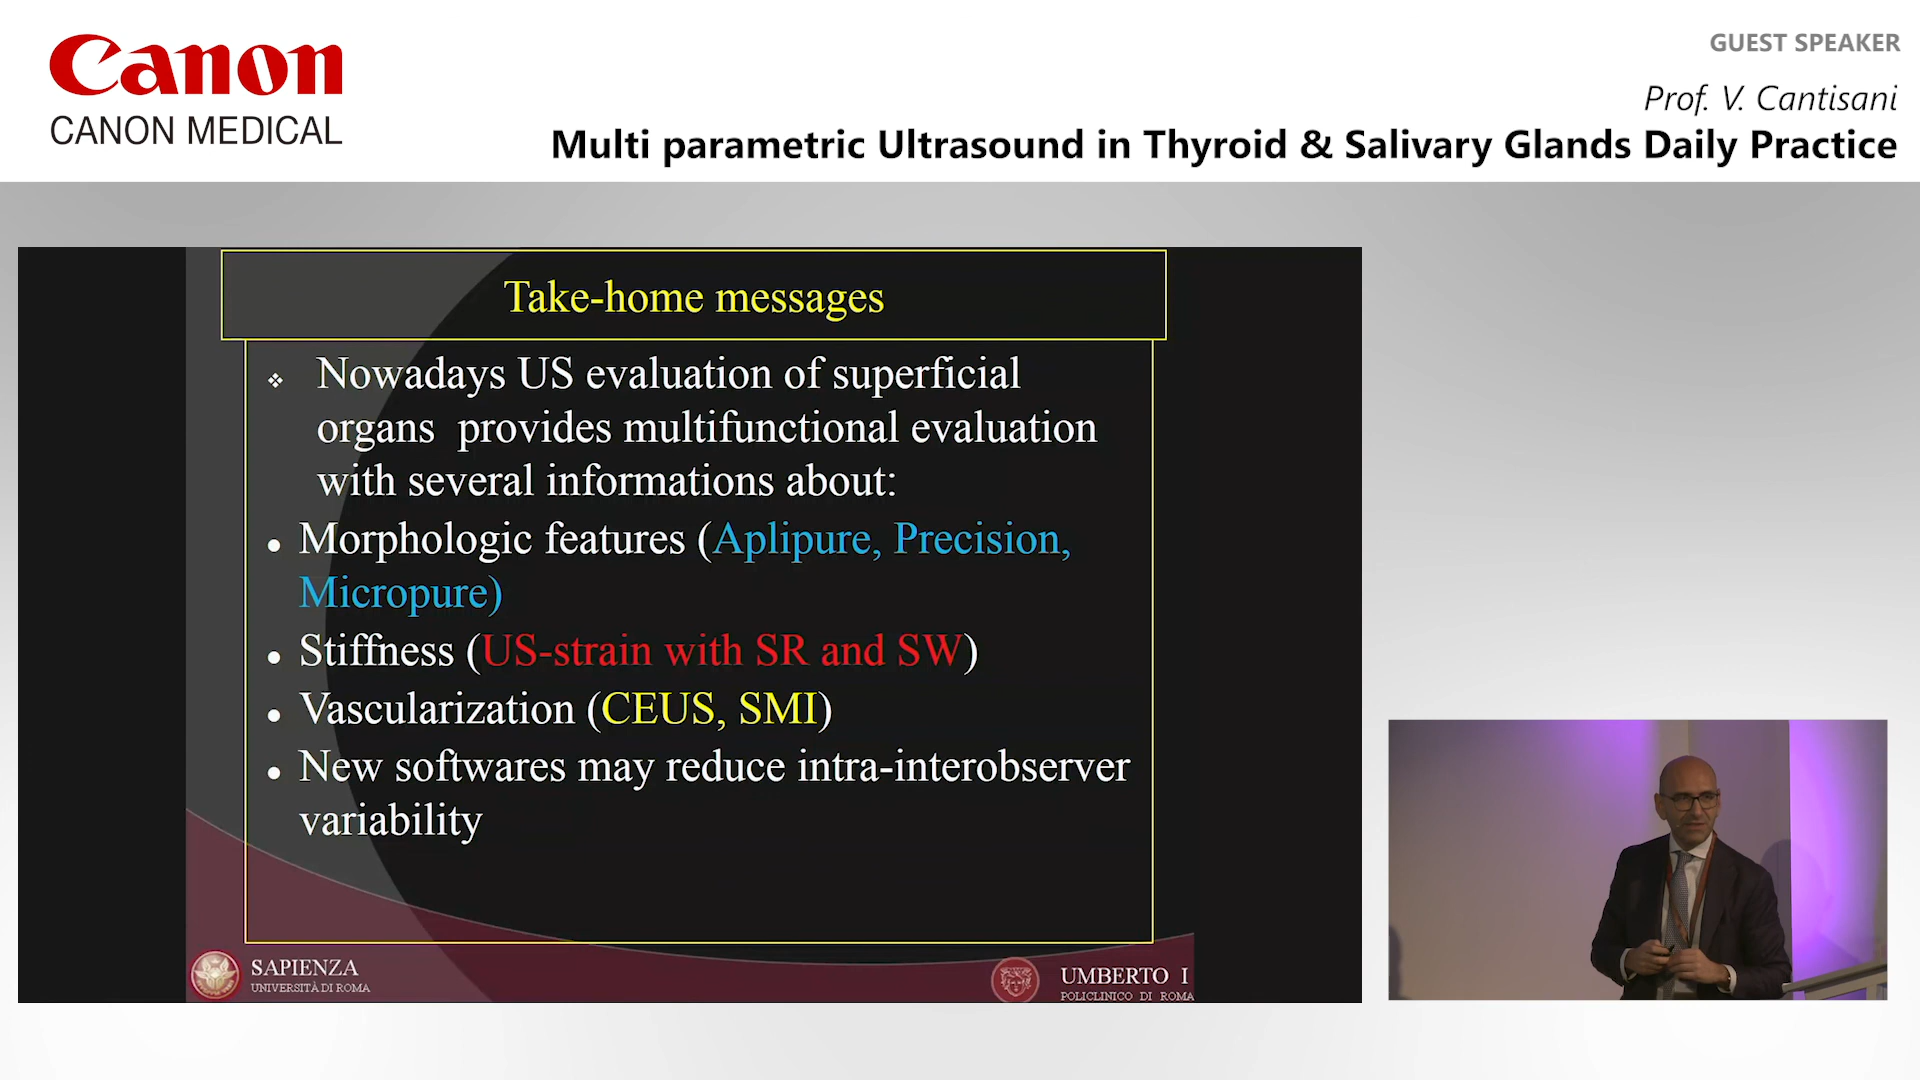 Canon
CANON MEDICAL
GUEST SPEAKER
Prof. V. Cantisani
Multi parametric Ultrasound in Thyroid & Salivary Glands Daily Practice
Take-home messages
❖ Nowadays US evaluation of superficial
organs provides multifunctional evaluation
with several informations about:
• Morphologic features (Aplipure, Precision,
Micropure)
• Stiffness (US-strain with SR and SW)
• Vascularization (CEUS, SMI)
• New softwares may reduce intra-interobserver
variability
SAPIENZA
UNIVERSITÀ DI ROMA
UMBERTO I
POLICLINICO DI ROMA